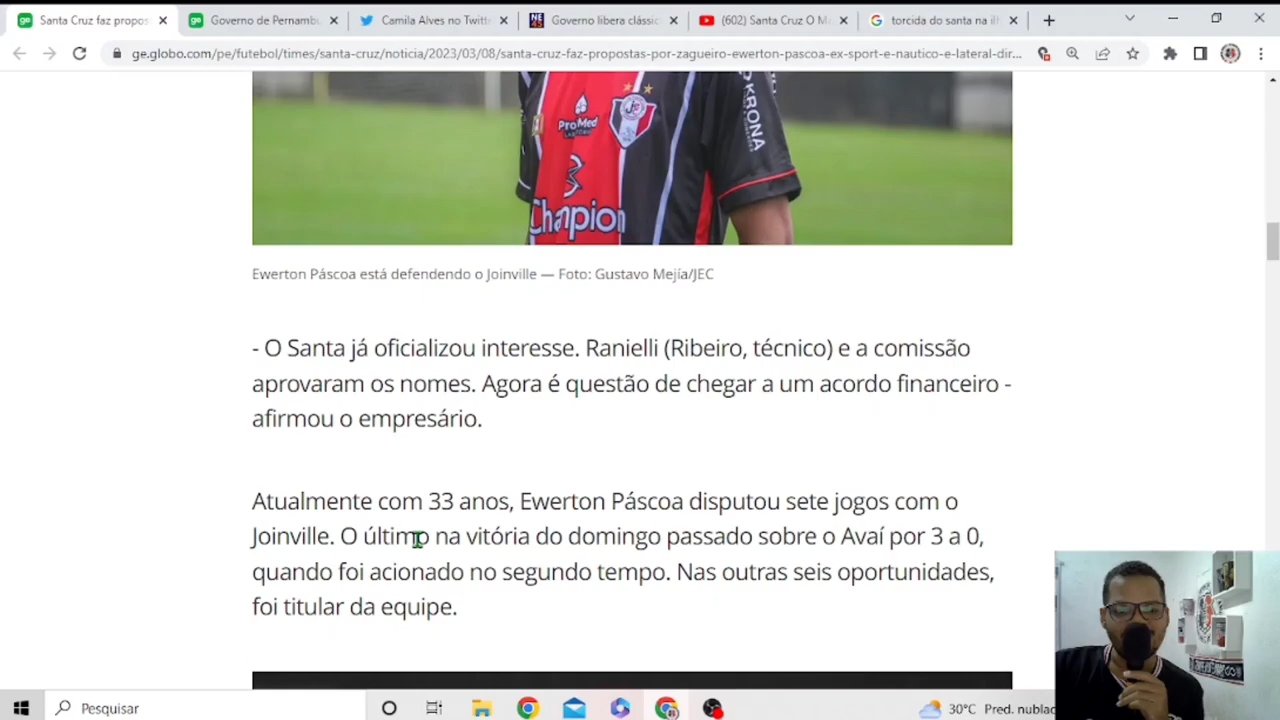 Santa Cruz faz propos
Governo de Pernambu
Camila Alves no Twitt
Governo libera clássic
(602) Santa Cruz O M
torcida do santa na ilh
ge.globo.com/pe/futebol/times/santa-cruz/noticia/2023/03/08/santa-cruz-faz-propostas-por-zagueiro-ewerton-pascoa-ex-sport-e-nautico-e-lateral-dir...
KRONA
ProMed
Champion
Ewerton Páscoa está defendendo o Joinville — Foto: Gustavo Mejía/JEC
- O Santa já oficializou interesse. Ranielli (Ribeiro, técnico) e a comissão
aprovaram os nomes. Agora é questão de chegar a um acordo financeiro -
afirmou o empresário.
Atualmente com 33 anos, Ewerton Páscoa disputou sete jogos com o
Joinville. O último na vitória do domingo passado sobre o Avaí por 3 a 0,
quando foi acionado no segundo tempo. Nas outras seis oportunidades,
foi titular da equipe.
Pesquisar
30°C Pred. nublac